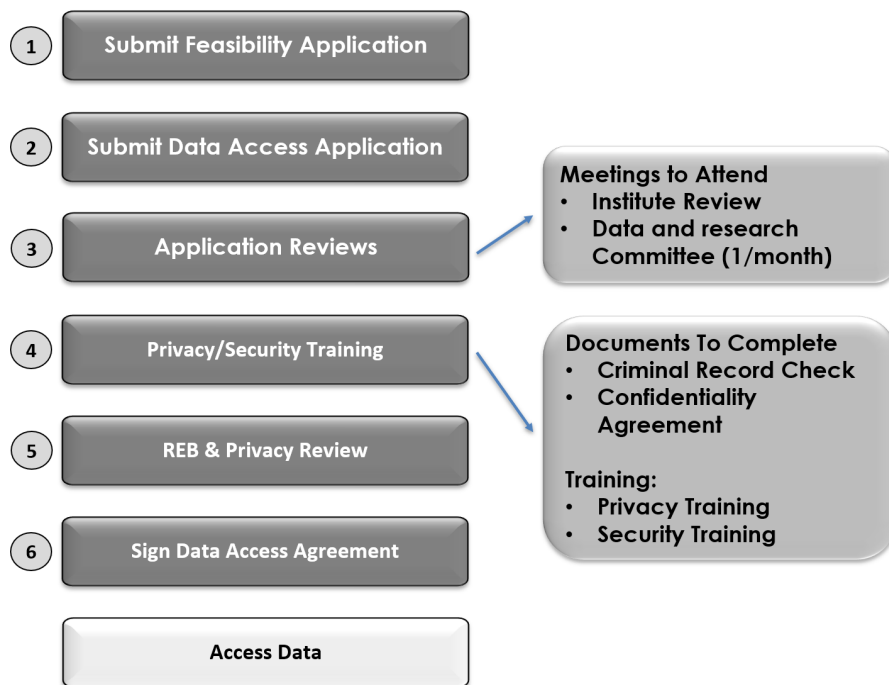 1
Submit Feasibility Application
2
Submit Data Access Application
3
Application Reviews
Meetings to Attend
• Institute Review
• Data and research
Committee (1/month)
4
Privacy/Security Training
Documents To Complete
• Criminal Record Check
• Confidentiality
Agreement
Training:
• Privacy Training
• Security Training
5
REB & Privacy Review
6
Sign Data Access Agreement
Access Data